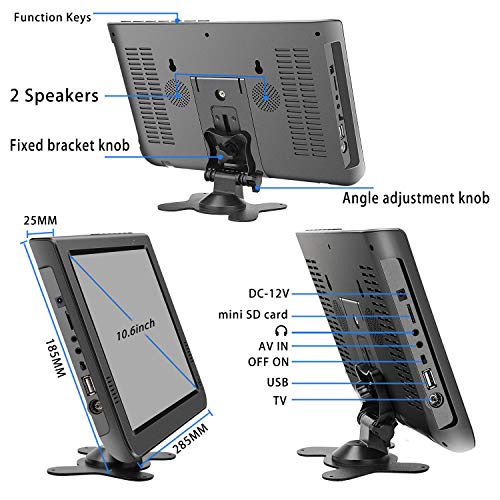 Function Keys
2 Speakers
Fixed bracket knob
Angle adjustment knob
25MM
10.6inch
185MM
285MM
DC-12V
mini SD card
AV IN
OFF ON
USB
TV